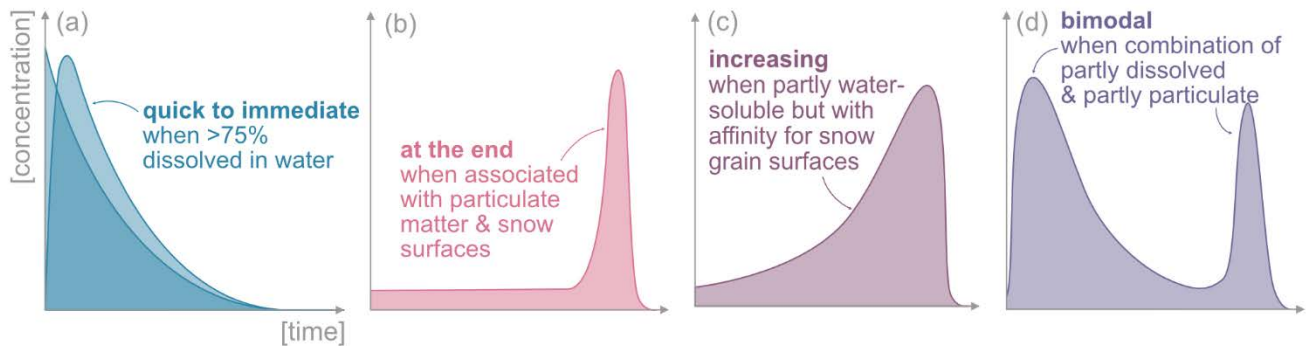 [concentration]
(a)
quick to immediate
when >75%
dissolved in water
[time]
(b)
at the end
when associated
with particulate
matter & snow
surfaces
(c)
increasing
when partly water-
soluble but with
affinity for snow
grain surfaces
(d)
bimodal
when combination of
partly dissolved
& partly particulate